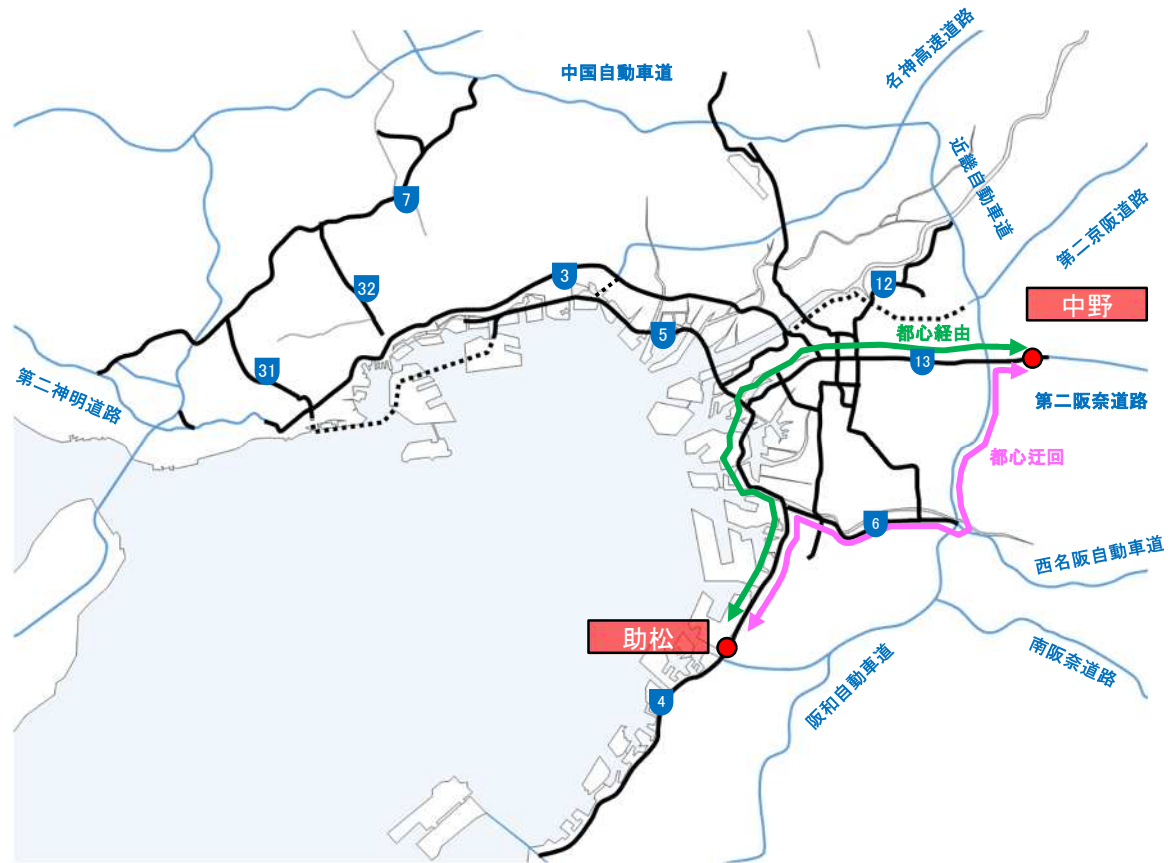 中国自動車道
名神高速道路
近畿自動車道
第二京阪道路
7
3
12
32
中野
5
都心経由
13
31
第二神明道路
第二阪奈道路
都心迂回
6
西名阪自動車道
助松
南阪奈道路
阪和自動車道
4